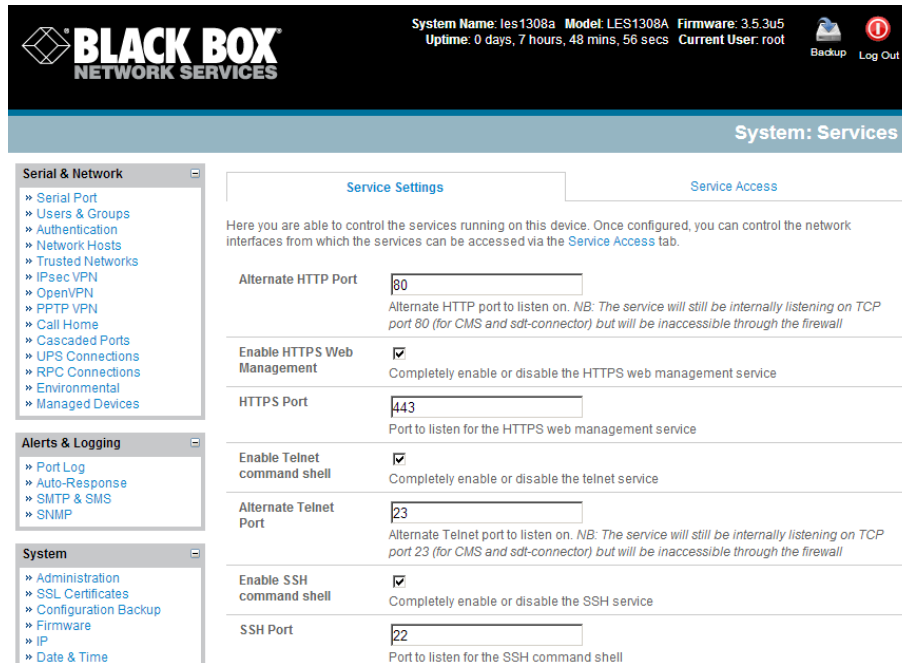 BLACK BOX
NETWORK SERVICES
System Name: les1308a Model: LES1308A Firmware: 3.5.3u5
Uptime: 0 days, 7 hours, 48 mins, 56 secs Current User: root
Backup
Log Out
System: Services
Serial & Network
» Serial Port
» Users & Groups
» Authentication
» Network Hosts
» Trusted Networks
» IPsec VPN
» OpenVPN
» PPTP VPN
» Call Home
» Cascaded Ports
» UPS Connections
» RPC Connections
» Environmental
» Managed Devices
Alerts & Logging
» Port Log
» Auto-Response
» SMTP & SMS
» SNMP
System
» Administration
» SSL Certificates
» Configuration Backup
» Firmware
» IP
» Date & Time
Service Settings
Service Access
Here you are able to control the services running on this device. Once configured, you can control the network
interfaces from which the services can be accessed via the Service Access tab.
Alternate HTTP Port
80
Alternate HTTP port to listen on. NB: The service will still be internally listening on TCP
port 80 (for CMS and sdt-connector) but will be inaccessible through the firewall
Enable HTTPS Web
Management
Completely enable or disable the HTTPS web management service
HTTPS Port
443
Port to listen for the HTTPS web management service
Enable Telnet
command shell
Completely enable or disable the telnet service
Alternate Telnet
Port
23
Alternate Telnet port to listen on. NB: The service will still be internally listening on TCP
port 23 (for CMS and sdt-connector) but will be inaccessible through the firewall
Enable SSH
command shell
Completely enable or disable the SSH service
SSH Port
22
Port to listen for the SSH command shell